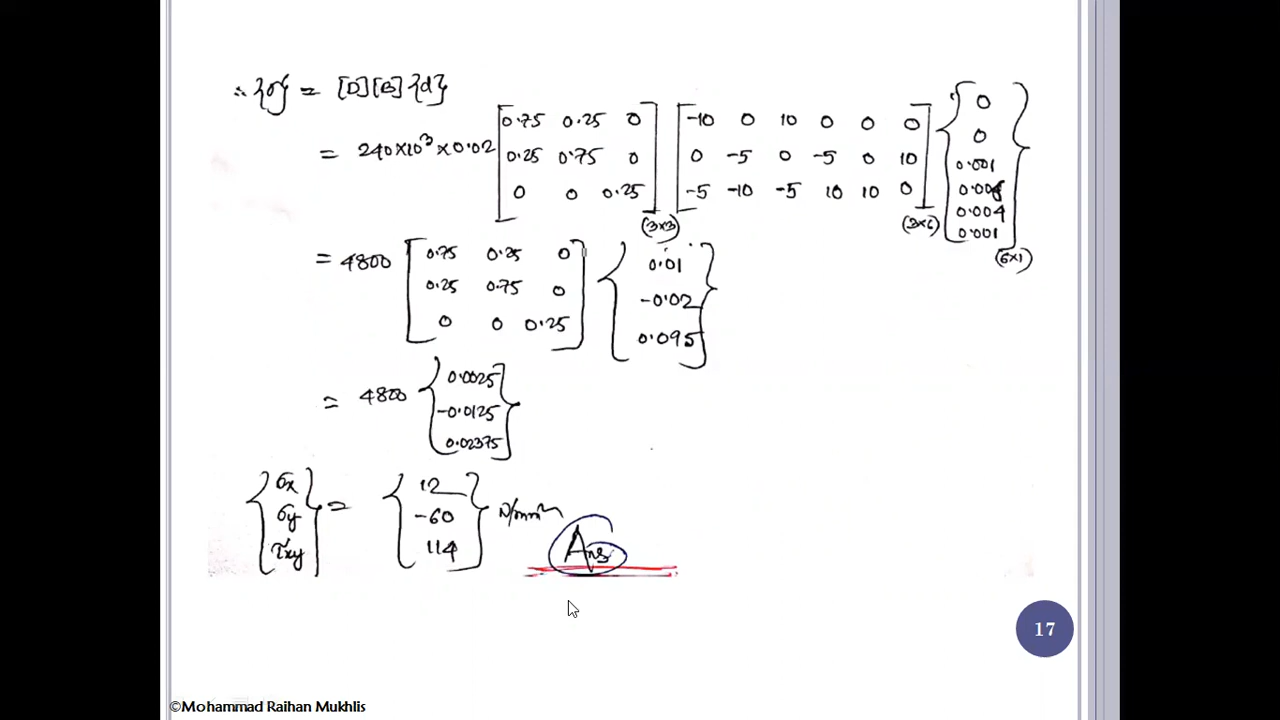 ∴ {σ} = [D][B]{d}
= 240×10³×0.02 [0.75 0.25 0; 0.25 0.75 0; 0 0 0.25] (3×3) [-10 0 10 0 0 0; 0 -5 0 -5 0 10; -5 -10 -5 10 10 0] (3×6) {0; 0; 0.001; 0.004; 0.001} (6×1)
= 4800 [0.75 0.25 0; 0.25 0.75 0; 0 0 0.25] {0.01; -0.02; 0.095}
= 4800 {0.0025; -0.0125; 0.02375}
{σx; σy; τxy} = {12; -60; 114} N/mm² Ans
17
©Mohammad Raihan Mukhlis